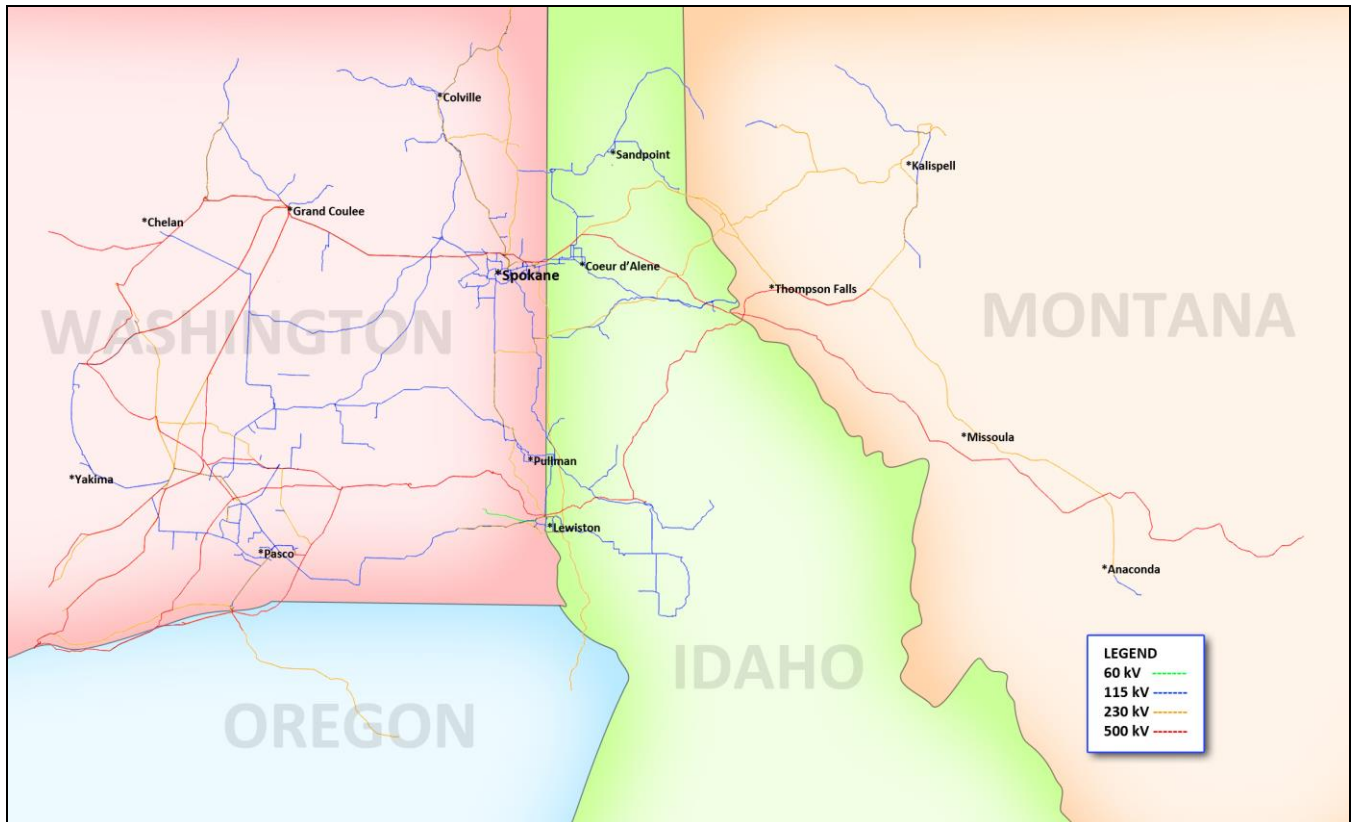 *Colville
*Sandpoint
*Kalispell
*Chelan
*Grand Coulee
*Spokane
*Coeur d'Alene
*Thompson Falls
WASHINGTON
MONTANA
*Missoula
*Pullman
*Yakima
*Lewiston
*Pasco
*Anaconda
IDAHO
OREGON
LEGEND
60 kV
115 kV
230 kV
500 kV